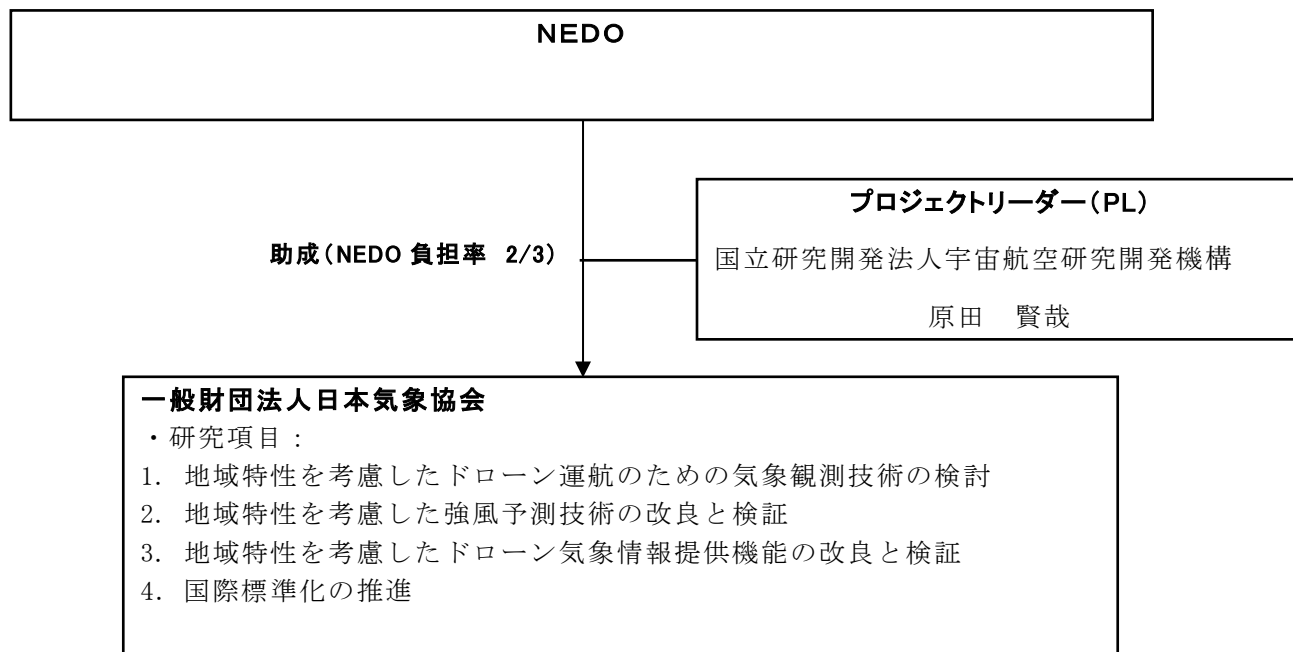 NEDO
プロジェクトリーダー(PL)
助成(NEDO 負担率 2/3)
国立研究開発法人宇宙航空研究開発機構
原田 賢哉
一般財団法人日本気象協会
・研究項目：
1. 地域特性を考慮したドローン運航のための気象観測技術の検討
2. 地域特性を考慮した強風予測技術の改良と検証
3. 地域特性を考慮したドローン気象情報提供機能の改良と検証
4. 国際標準化の推進